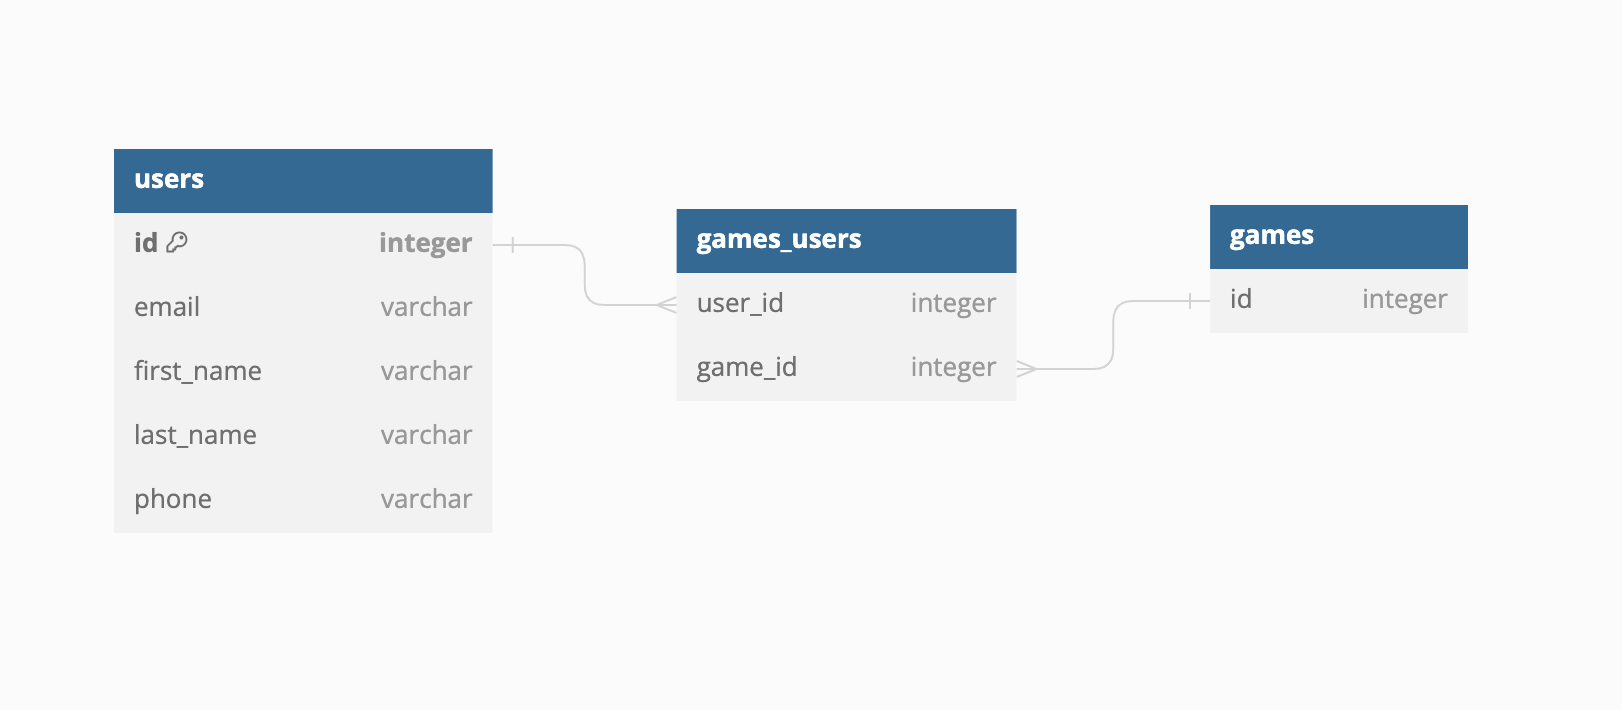 users
id integer
email varchar
first_name varchar
last_name varchar
phone varchar
games_users
user_id integer
game_id integer
games
id integer